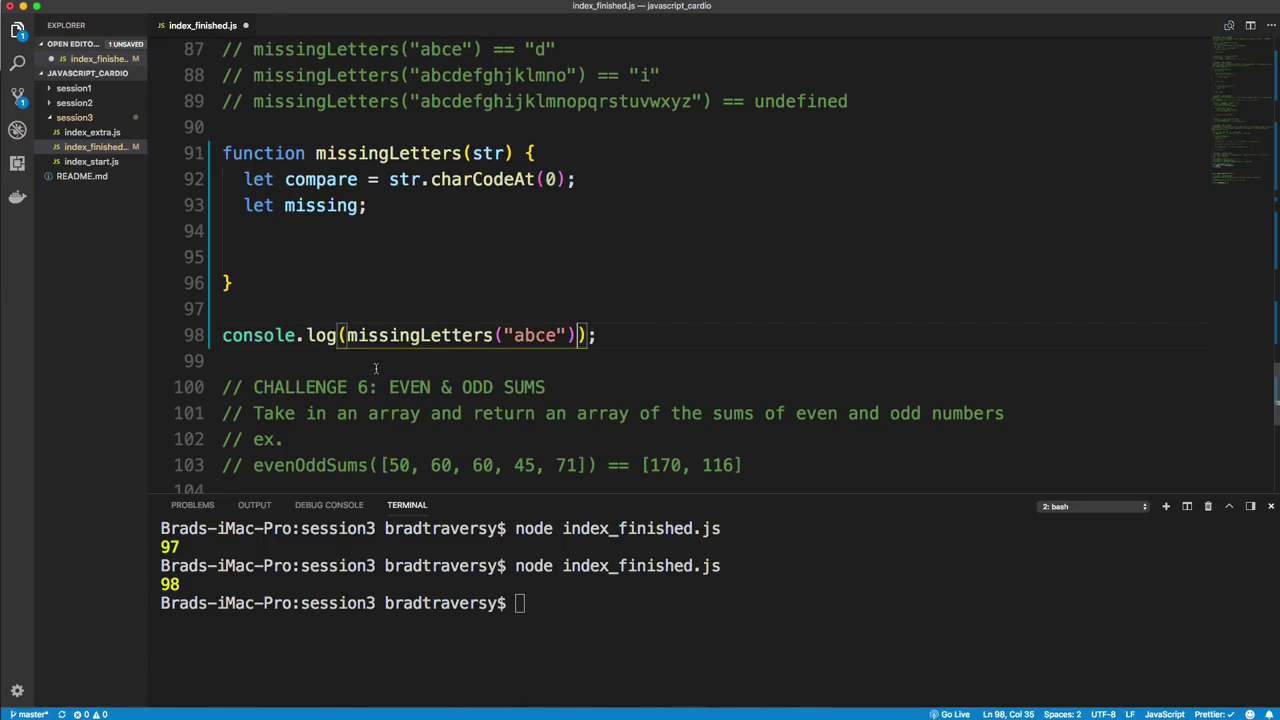 index_finished.js — javascript_cardio
EXPLORER
index_finished.js
OPEN EDITO... 1 UNSAVED
index_finishe... M
JAVASCRIPT_CARDIO
session1
session2
session3
index_extra.js
index_finished... M
index_start.js
README.md
1
1
87 // missingLetters("abce") == "d"
88 // missingLetters("abcdefghjklmno") == "i"
89 // missingLetters("abcdefghijklmnopqrstuvwxyz") == undefined
90
91 function missingLetters(str) {
92 let compare = str.charCodeAt(0);
93 let missing;
94
95
96 }
97
98 console.log(missingLetters("abce"));
99
100 // CHALLENGE 6: EVEN & ODD SUMS
101 // Take in an array and return an array of the sums of even and odd numbers
102 // ex.
103 // evenOddSums([50, 60, 60, 45, 71]) == [170, 116]
104
PROBLEMS OUTPUT DEBUG CONSOLE TERMINAL 2: bash
Brads-iMac-Pro:session3 bradtraversy$ node index_finished.js
97
Brads-iMac-Pro:session3 bradtraversy$ node index_finished.js
98
Brads-iMac-Pro:session3 bradtraversy$
master* 0 0 Go Live Ln 98, Col 35 Spaces: 2 UTF-8 LF JavaScript Prettier: ✓